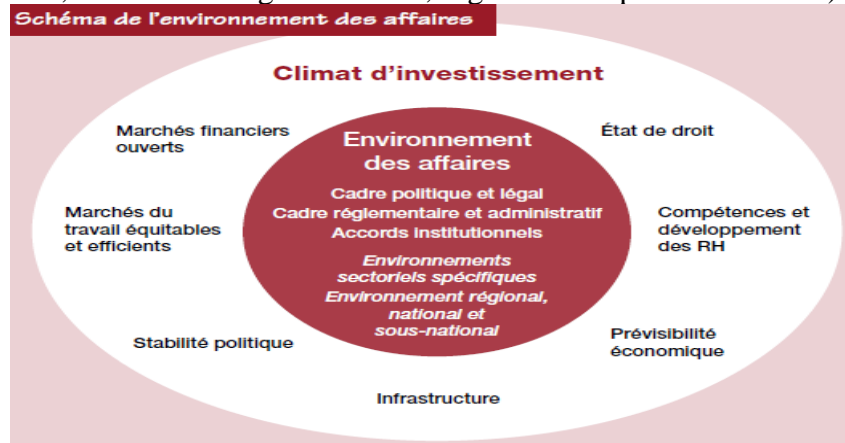 Schéma de l'environnement des affaires
Climat d'investissement
Marchés financiers
ouverts
État de droit
Environnement
des affaires
Cadre politique et légal
Cadre réglementaire et administratif
Accords institutionnels
Environnements
sectoriels spécifiques
Environnement régional,
national et
sous-national
Marchés du
travail équitables
et efficients
Compétences et
développement
des RH
Stabilité politique
Prévisibilité
économique
Infrastructure